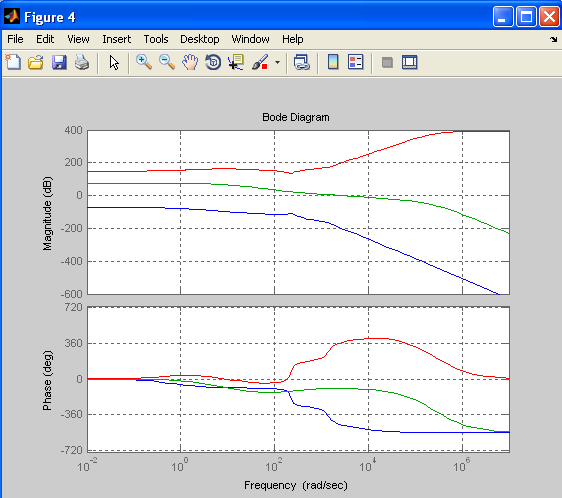 Figure 4
File Edit View Insert Tools Desktop Window Help
Bode Diagram
400
200
0
-200
-400
-600
Magnitude (dB)
720
360
0
-360
-720
Phase (deg)
10^-2 10^0 10^2 10^4 10^6
Frequency (rad/sec)